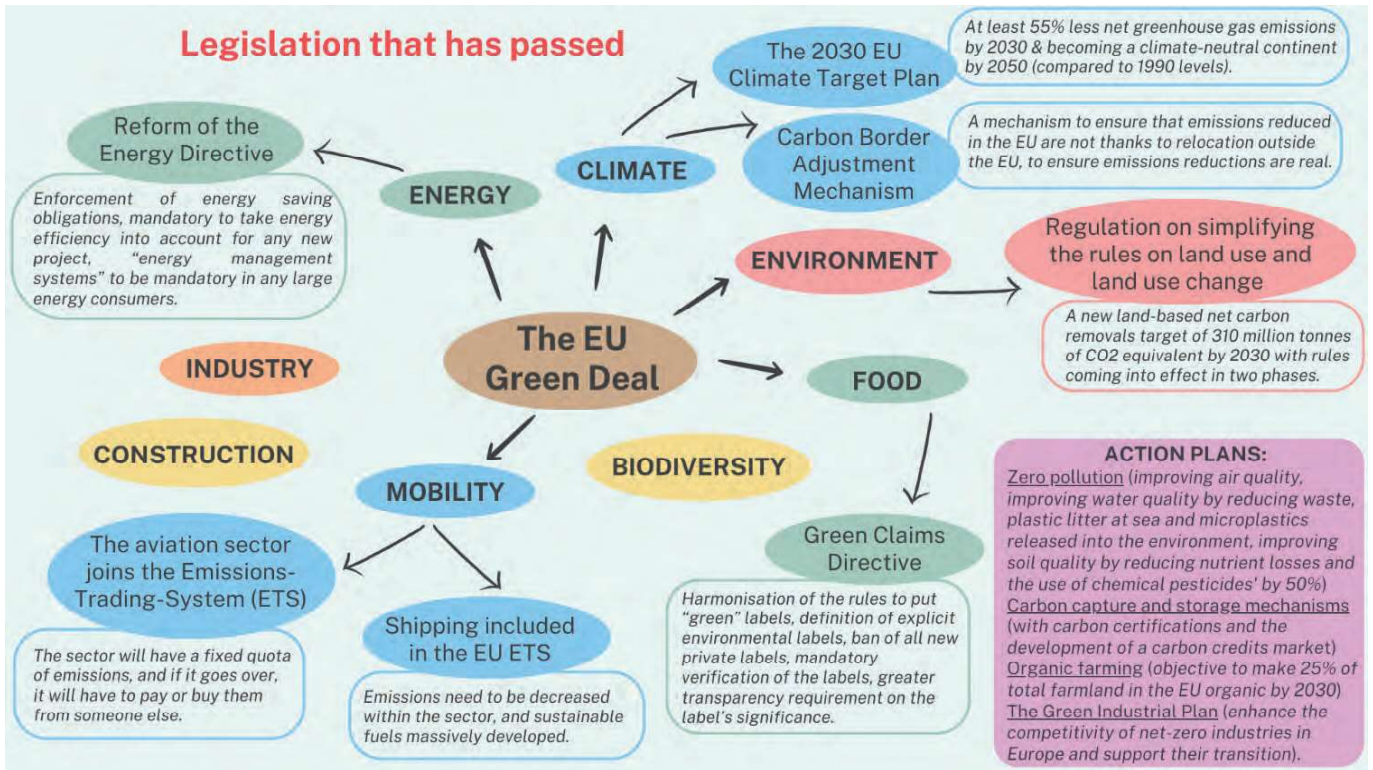 Legislation that has passed
The 2030 EU
Climate Target Plan
At least 55% less net greenhouse gas emissions
by 2030 & becoming a climate-neutral continent
by 2050 (compared to 1990 levels).
Carbon Border
Adjustment
Mechanism
A mechanism to ensure that emissions reduced
in the EU are not thanks to relocation outside
the EU, to ensure emissions reductions are real.
CLIMATE
Reform of the
Energy Directive
ENERGY
Enforcement of energy saving
obligations, mandatory to take energy
efficiency into account for any new
project, “energy management
systems” to be mandatory in any large
energy consumers.
ENVIRONMENT
Regulation on simplifying
the rules on land use and
land use change
A new land-based net carbon
removals target of 310 million tonnes
of CO2 equivalent by 2030 with rules
coming into effect in two phases.
The EU
Green Deal
INDUSTRY
FOOD
CONSTRUCTION
BIODIVERSITY
MOBILITY
The aviation sector
joins the Emissions-
Trading-System (ETS)
The sector will have a fixed quota
of emissions, and if it goes over,
it will have to pay or buy them
from someone else.
Shipping included
in the EU ETS
Emissions need to be decreased
within the sector, and sustainable
fuels massively developed.
Green Claims
Directive
Harmonisation of the rules to put
“green” labels, definition of explicit
environmental labels, ban of all new
private labels, mandatory
verification of the labels, greater
transparency requirement on the
label's significance.
ACTION PLANS:
Zero pollution (improving air quality,
improving water quality by reducing waste,
plastic litter at sea and microplastics
released into the environment, improving
soil quality by reducing nutrient losses and
the use of chemical pesticides' by 50%)
Carbon capture and storage mechanisms
(with carbon certifications and the
development of a carbon credits market)
Organic farming (objective to make 25% of
total farmland in the EU organic by 2030)
The Green Industrial Plan (enhance the
competitivity of net-zero industries in
Europe and support their transition).